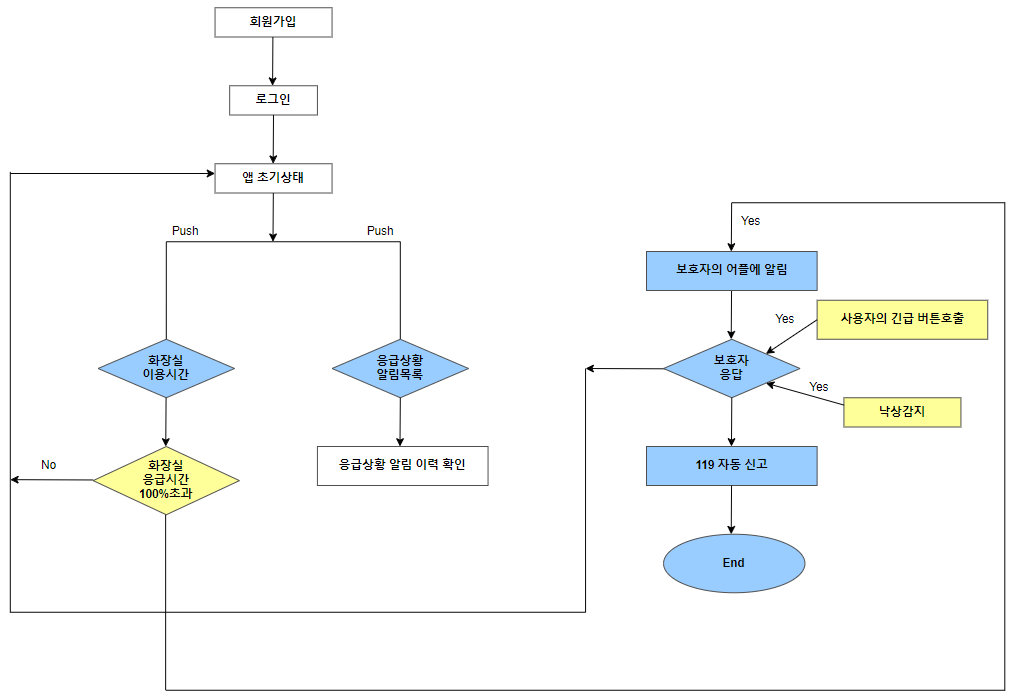 회원가입
로그인
앱 초기상태
Push
Push
화장실
이용시간
응급상황
알림목록
No
화장실
응급시간
100%초과
응급상황 알림 이력 확인
Yes
보호자의 어플에 알림
Yes
사용자의 긴급 버튼호출
보호자
응답
Yes
낙상감지
119 자동 신고
End